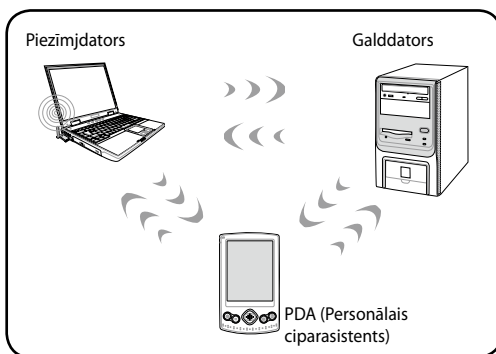 Piezīmjdators
Galddators
PDA (Personālais
ciparasistents)